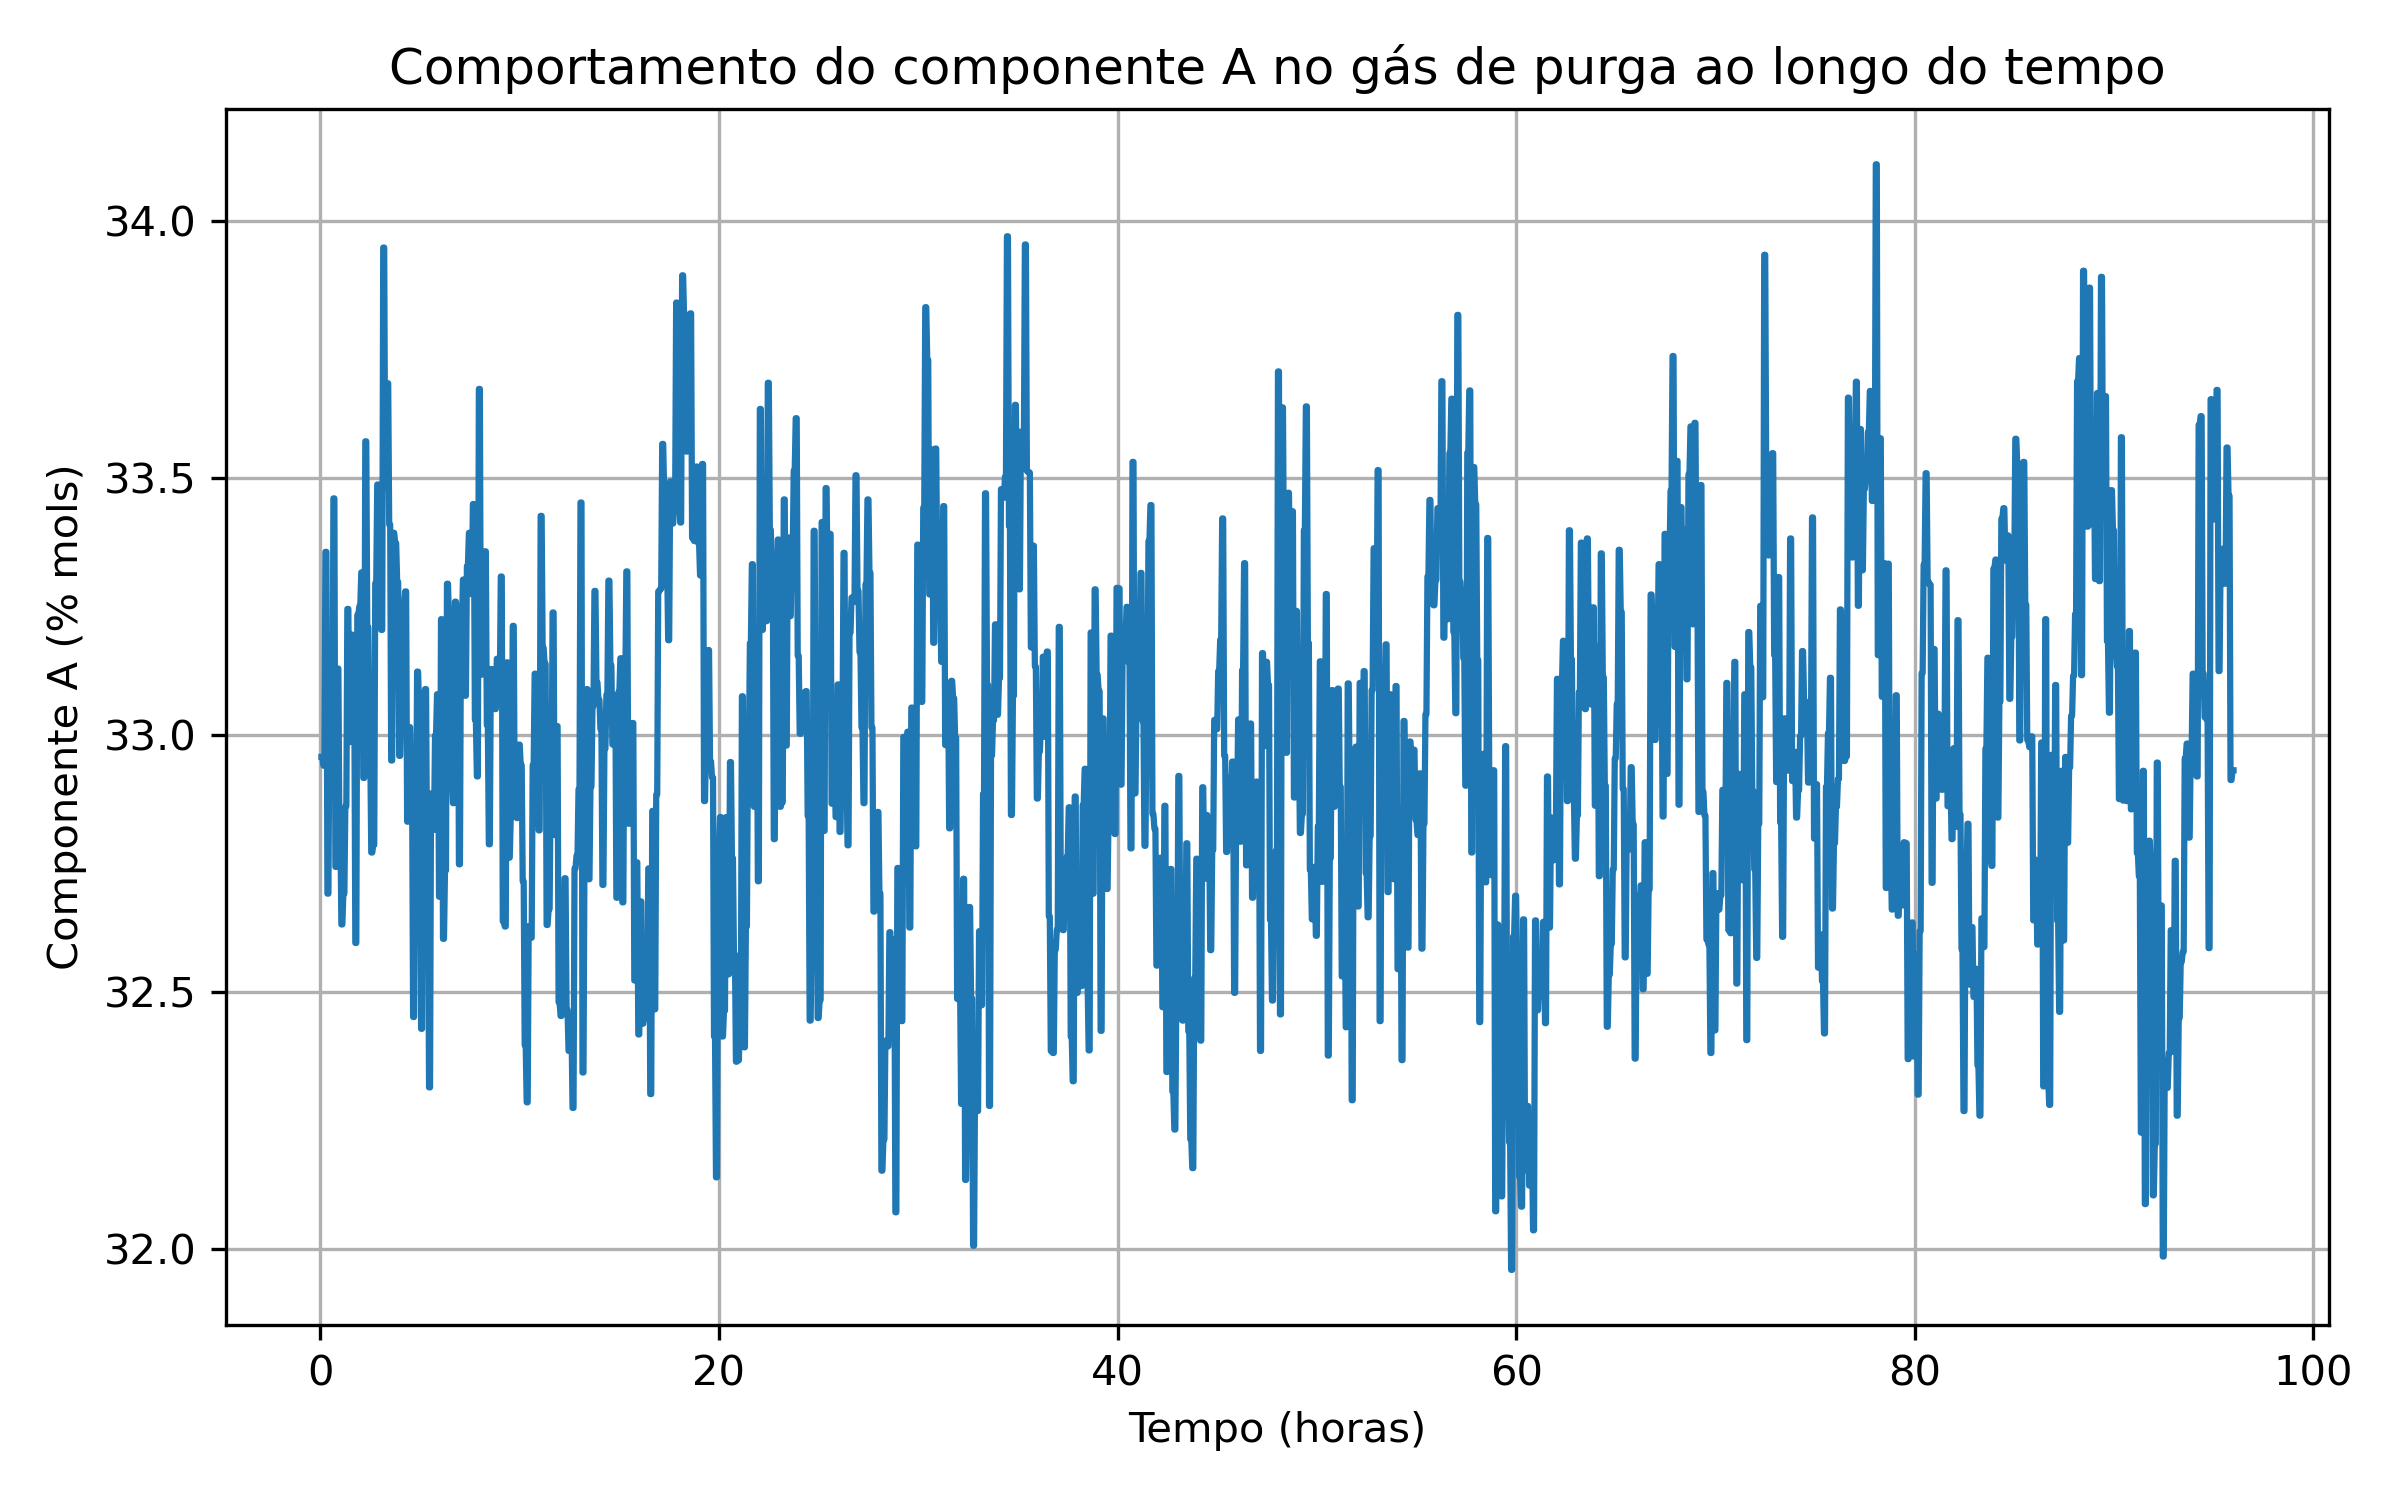 Comportamento do componente A no gás de purga ao longo do tempo
Componente A (% mols)
34.0
33.5
33.0
32.5
32.0
0 20 40 60 80 100
Tempo (horas)